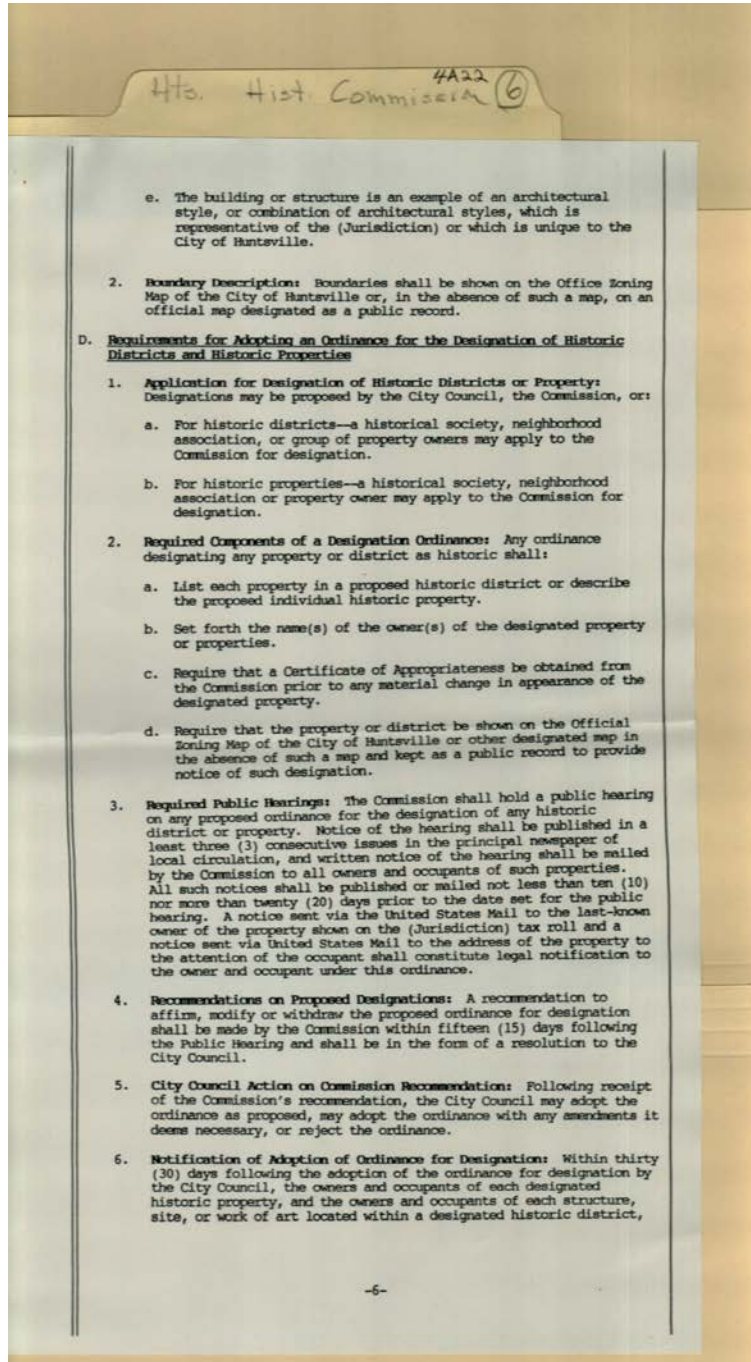 4A22
Hts. Hist. Commission 6
e. The building or structure is an example of an architectural
style, or combination of architectural styles, which is
representative of the (Jurisdiction) or which is unique to the
City of Huntsville.
2. Boundary Description: Boundaries shall be shown on the Office Zoning
Map of the City of Huntsville or, in the absence of such a map, on an
official map designated as a public record.
D. Requirements for Adopting an Ordinance for the Designation of Historic
Districts and Historic Properties
1. Application for Designation of Historic Districts or Property:
Designations may be proposed by the City Council, the Commission, or:
a. For historic districts—a historical society, neighborhood
association, or group of property owners may apply to the
Commission for designation.
b. For historic properties—a historical society, neighborhood
association or property owner may apply to the Commission for
designation.
2. Required Components of a Designation Ordinance: Any ordinance
designating any property or district as historic shall:
a. List each property in a proposed historic district or describe
the proposed individual historic property.
b. Set forth the name(s) of the owner(s) of the designated property
or properties.
c. Require that a Certificate of Appropriateness be obtained from
the Commission prior to any material change in appearance of the
designated property.
d. Require that the property or district be shown on the Official
Zoning Map of the City of Huntsville or other designated map in
the absence of such a map and kept as a public record to provide
notice of such designation.
3. Required Public Hearings: The Commission shall hold a public hearing
on any proposed ordinance for the designation of any historic
district or property. Notice of the hearing shall be published in a
least three (3) consecutive issues in the principal newspaper of
local circulation, and written notice of the hearing shall be mailed
by the Commission to all owners and occupants of such properties.
All such notices shall be published or mailed not less than ten (10)
nor more than twenty (20) days prior to the date set for the public
hearing. A notice sent via the United States Mail to the last-known
owner of the property shown on the (Jurisdiction) tax roll and a
notice sent via United States Mail to the address of the property to
the attention of the occupant shall constitute legal notification to
the owner and occupant under this ordinance.
4. Recommendations on Proposed Designations: A recommendation to
affirm, modify or withdraw the proposed ordinance for designation
shall be made by the Commission within fifteen (15) days following
the Public Hearing and shall be in the form of a resolution to the
City Council.
5. City Council Action on Commission Recommendation: Following receipt
of the Commission's recommendation, the City Council may adopt the
ordinance as proposed, may adopt the ordinance with any amendments it
deems necessary, or reject the ordinance.
6. Notification of Adoption of Ordinance for Designation: Within thirty
(30) days following the adoption of the ordinance for designation by
the City Council, the owners and occupants of each designated
historic property, and the owners and occupants of each structure,
site, or work of art located within a designated historic district,
-6-